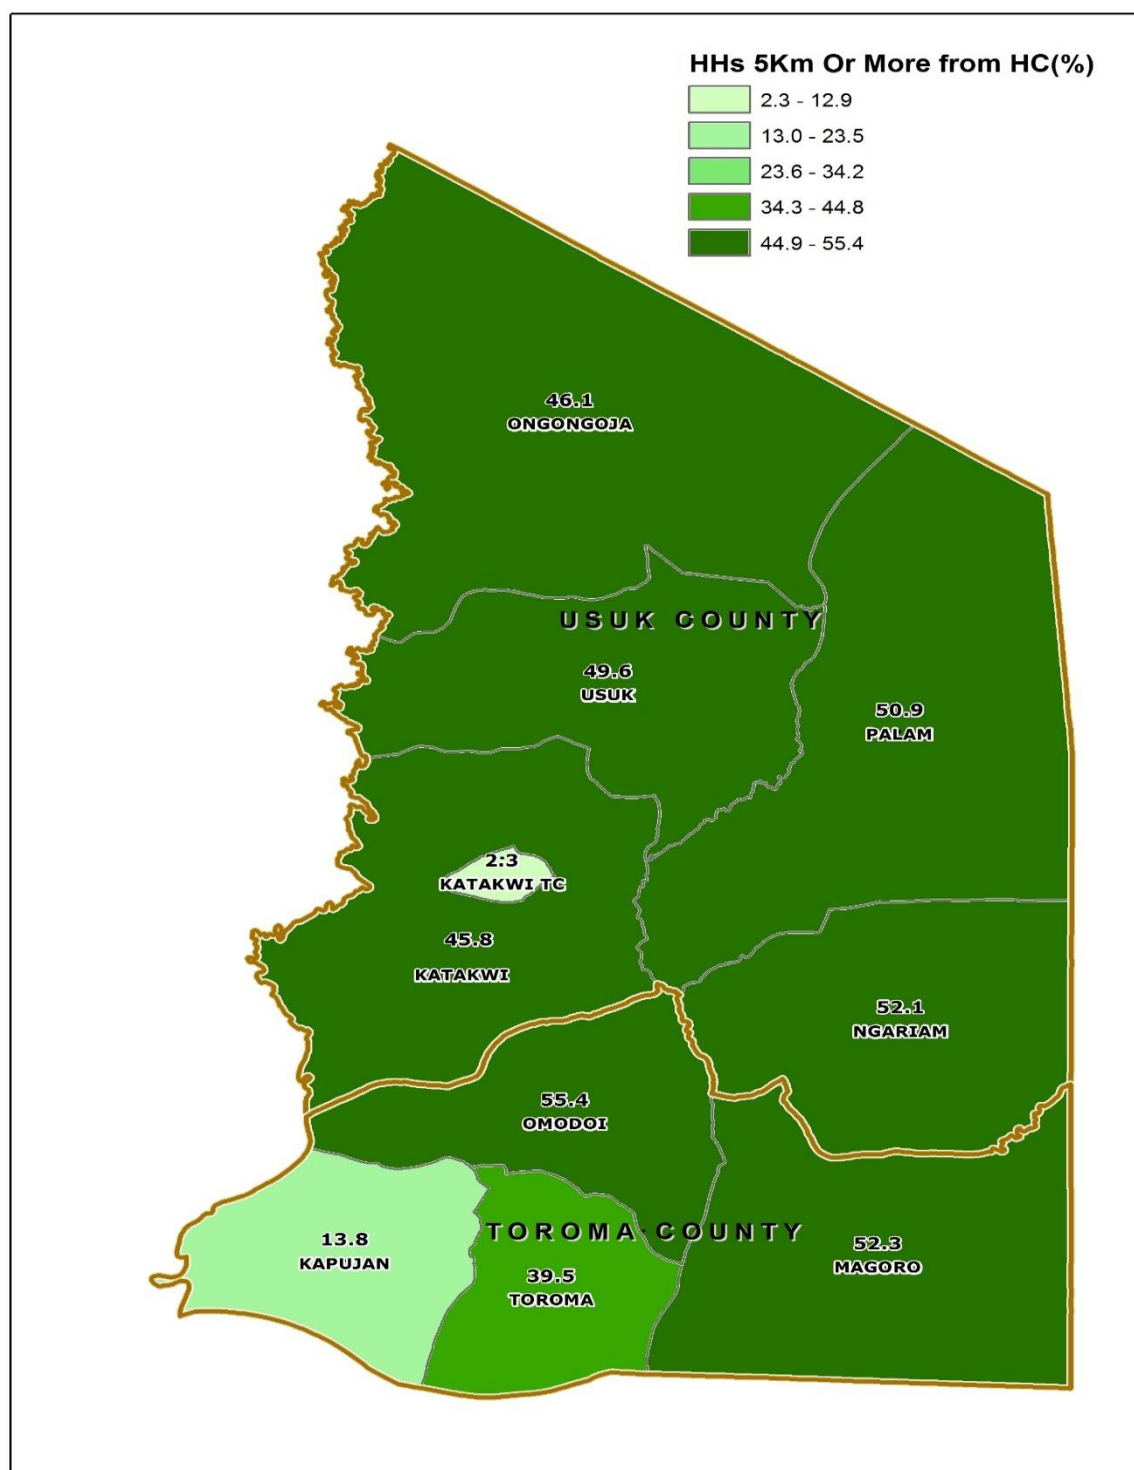 HHs 5Km Or More from HC(%)
2.3 - 12.9
13.0 - 23.5
23.6 - 34.2
34.3 - 44.8
44.9 - 55.4
46.1
ONGONGOJA
USUK COUNTY
49.6
USUK
50.9
PALAM
2.3
KATAKWI TC
45.8
KATAKWI
52.1
NGARIAM
55.4
OMODOI
TOROMA COUNTY
13.8
KAPUJAN
39.5
TOROMA
52.3
MAGORO